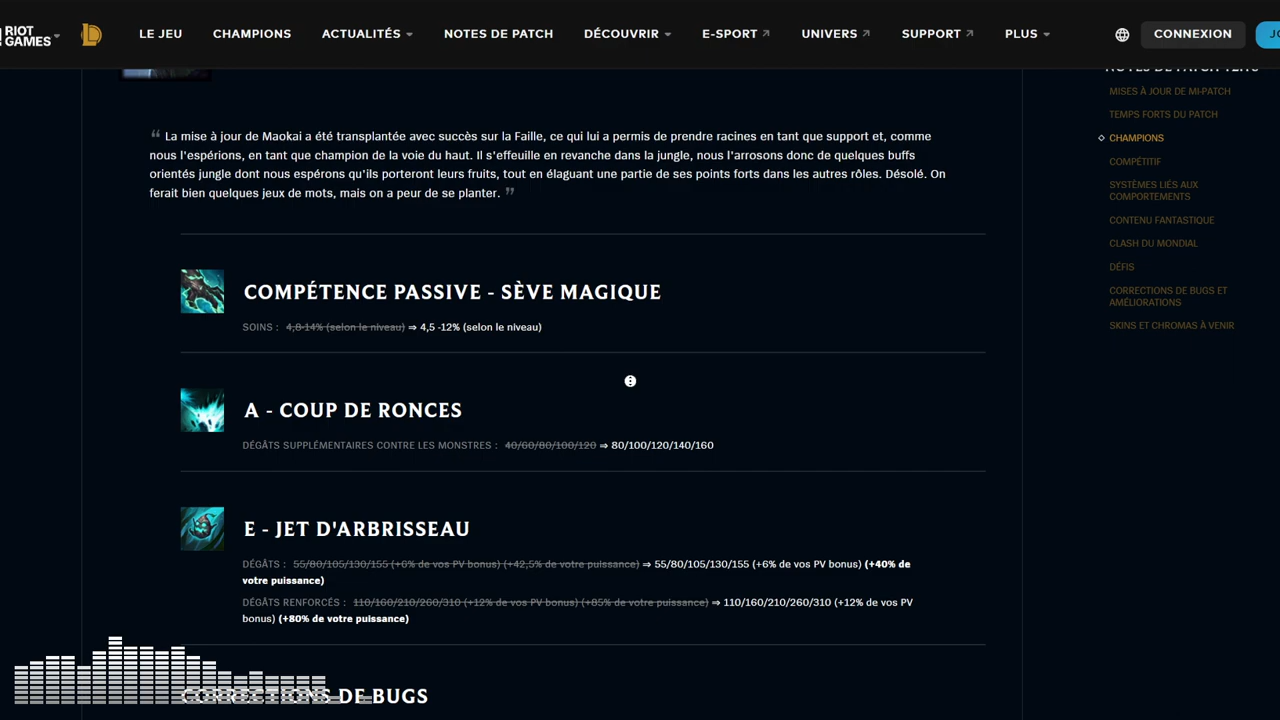 RIOT GAMES
LE JEU
CHAMPIONS
ACTUALITÉS
NOTES DE PATCH
DÉCOUVRIR
E-SPORT
UNIVERS
SUPPORT
PLUS
CONNEXION
“ La mise à jour de Maokai a été transplantée avec succès sur la Faille, ce qui lui a permis de prendre racines en tant que support et, comme
nous l'espérions, en tant que champion de la voie du haut. Il s'effeuille en revanche dans la jungle, nous l'arrosons donc de quelques buffs
orientés jungle dont nous espérons qu'ils porteront leurs fruits, tout en élaguant une partie de ses points forts dans les autres rôles. Désolé. On
ferait bien quelques jeux de mots, mais on a peur de se planter. ”
COMPÉTENCE PASSIVE - SÈVE MAGIQUE
SOINS : 4,8-14% (selon le niveau) ⇒ 4,5 -12% (selon le niveau)
A - COUP DE RONCES
DÉGÂTS SUPPLÉMENTAIRES CONTRE LES MONSTRES : 40/60/80/100/120 ⇒ 80/100/120/140/160
E - JET D'ARBRISSEAU
DÉGÂTS : 55/80/105/130/155 (+6% de vos PV bonus) (+42,5% de votre puissance) ⇒ 55/80/105/130/155 (+6% de vos PV bonus) (+40% de
votre puissance)
DÉGÂTS RENFORCÉS : 110/160/210/260/310 (+12% de vos PV bonus) (+85% de votre puissance) ⇒ 110/160/210/260/310 (+12% de vos PV
bonus) (+80% de votre puissance)
CORRECTIONS DE BUGS
NOTES DE PATCH
MISES À JOUR DE MI-PATCH
TEMPS FORTS DU PATCH
CHAMPIONS
COMPÉTITIF
SYSTÈMES LIÉS AUX
COMPORTEMENTS
CONTENU FANTASTIQUE
CLASH DU MONDIAL
DÉFIS
CORRECTIONS DE BUGS ET
AMÉLIORATIONS
SKINS ET CHROMAS À VENIR